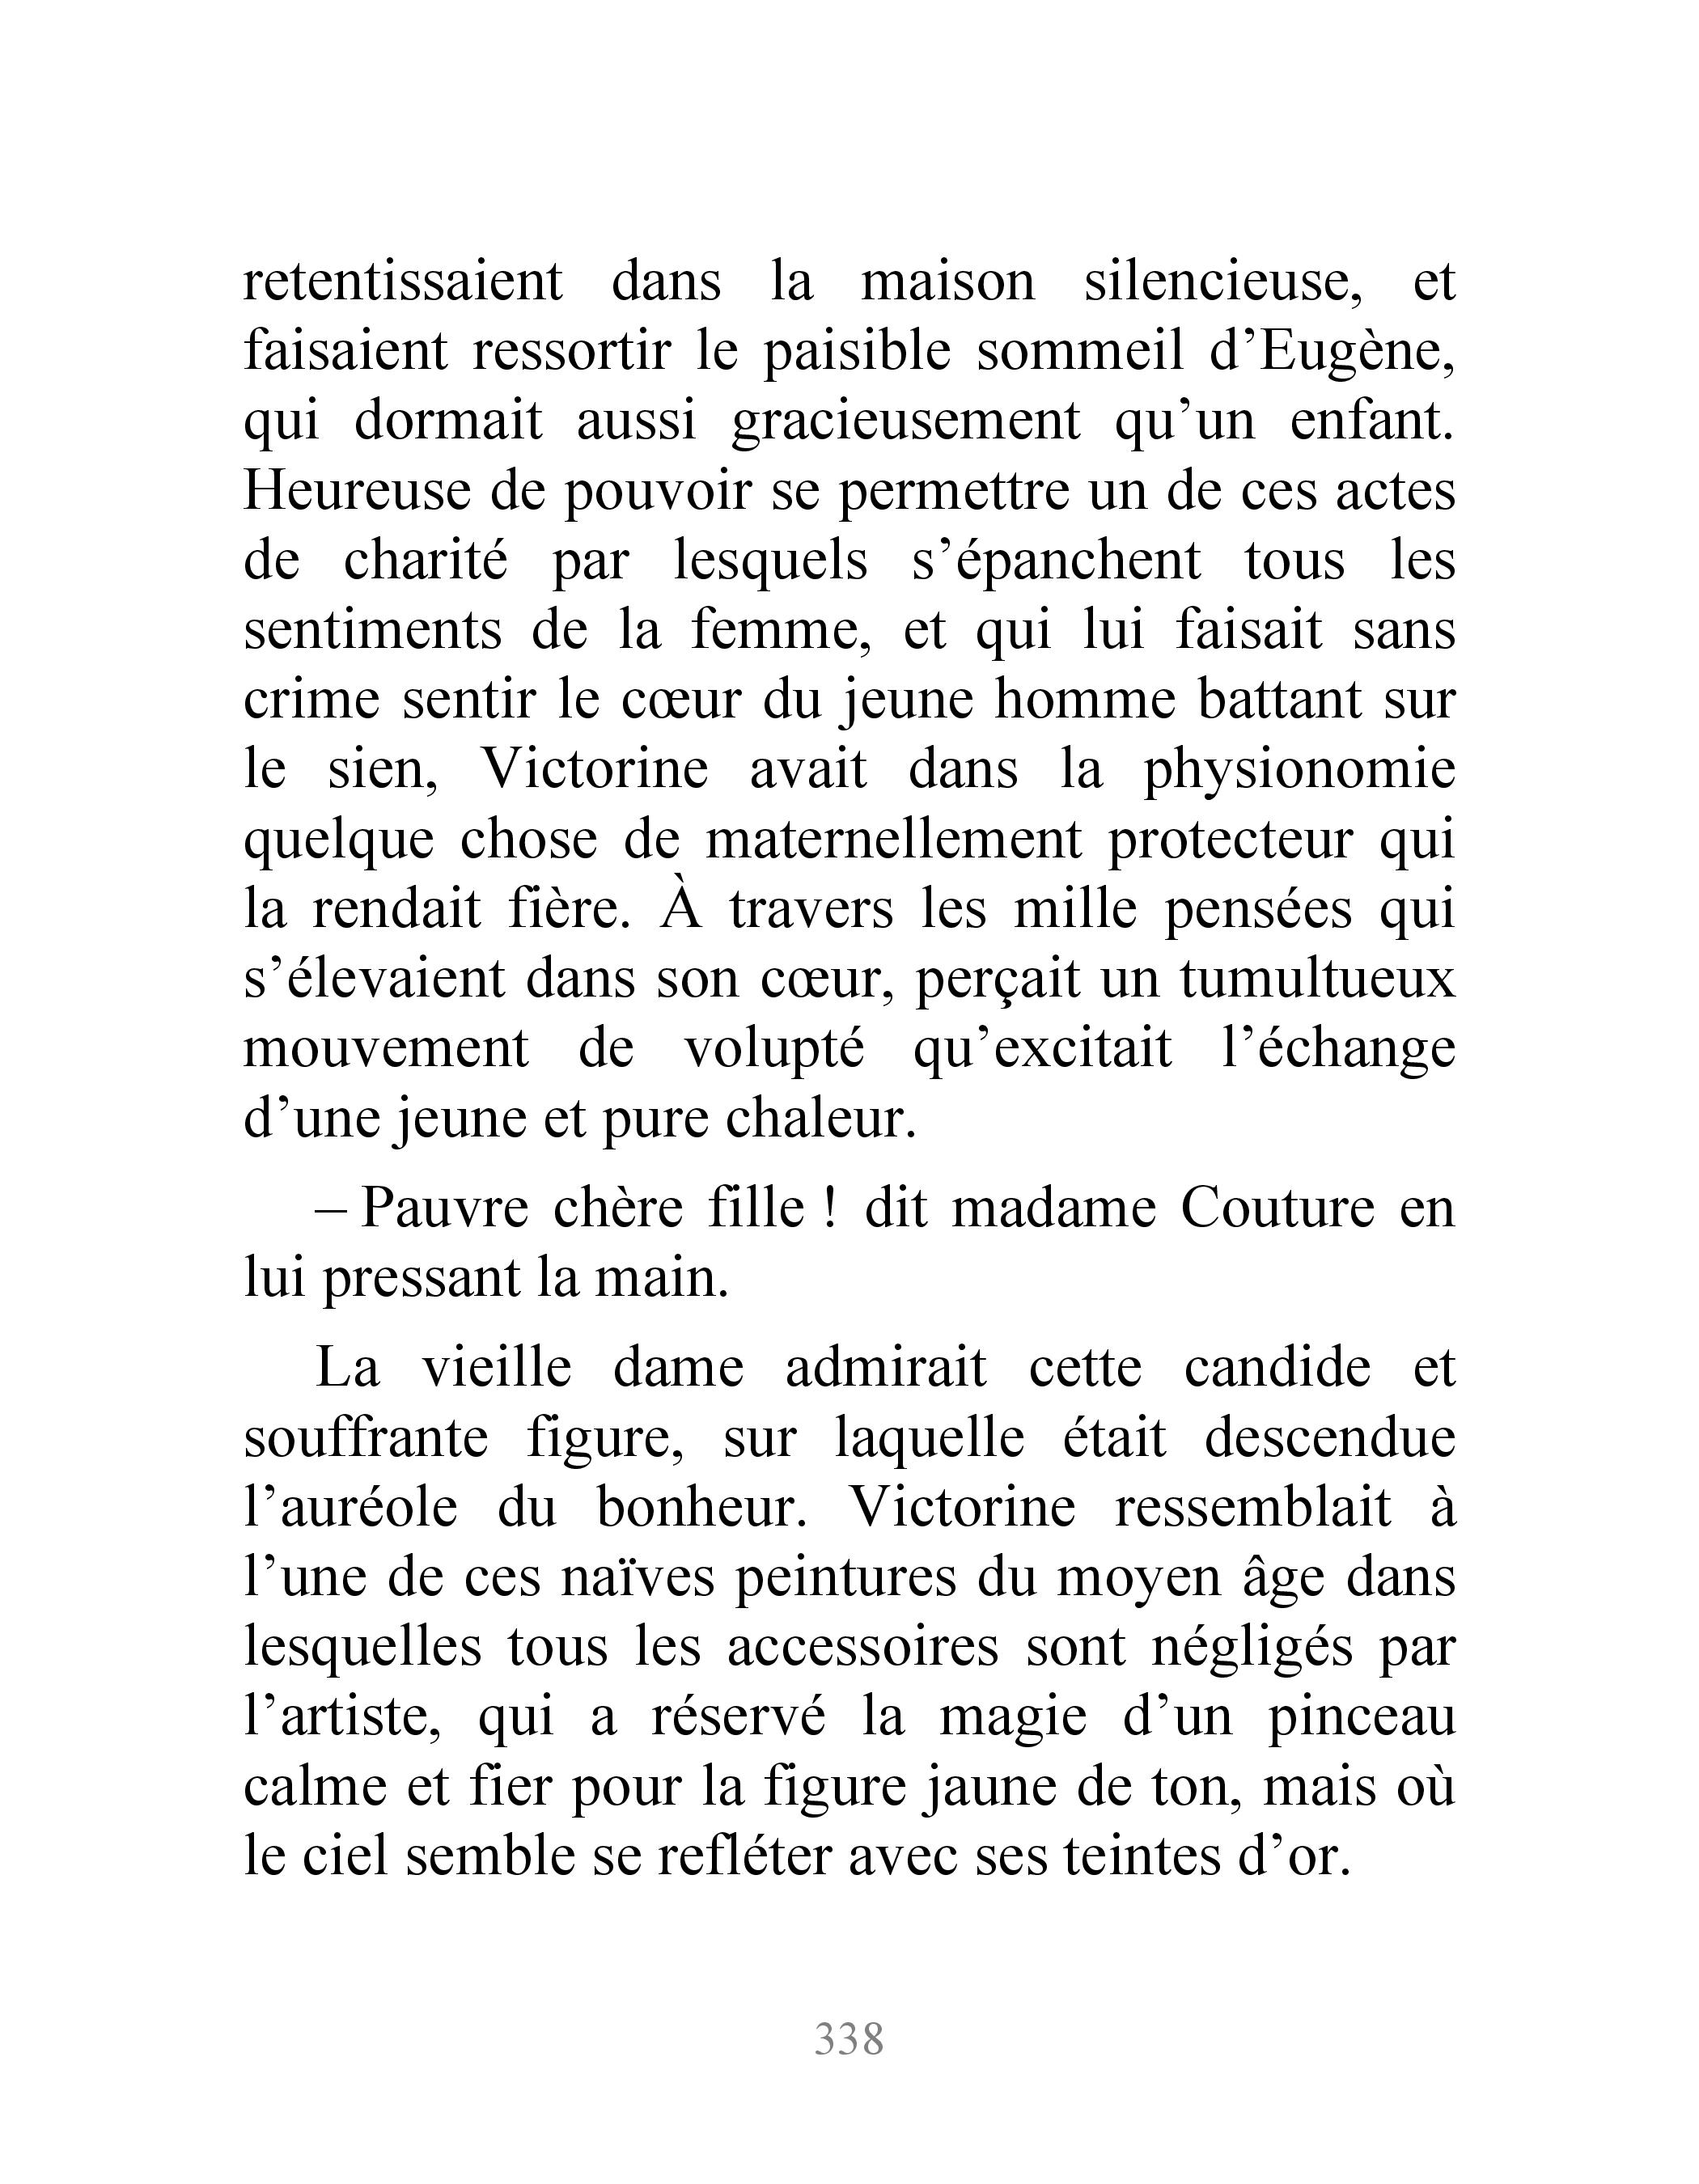 retentissaient dans la maison silencieuse, et
faisaient ressortir le paisible sommeil d’Eugène,
qui dormait aussi gracieusement qu’un enfant.
Heureuse de pouvoir se permettre un de ces actes
de charité par lesquels s’épanchent tous les
sentiments de la femme, et qui lui faisait sans
crime sentir le cœur du jeune homme battant sur
le sien, Victorine avait dans la physionomie
quelque chose de maternellement protecteur qui
la rendait fière. À travers les mille pensées qui
s’élevaient dans son cœur, perçait un tumultueux
mouvement de volupté qu’excitait l’échange
d’une jeune et pure chaleur.
– Pauvre chère fille ! dit madame Couture en
lui pressant la main.
La vieille dame admirait cette candide et
souffrante figure, sur laquelle était descendue
l’auréole du bonheur. Victorine ressemblait à
l’une de ces naïves peintures du moyen âge dans
lesquelles tous les accessoires sont négligés par
l’artiste, qui a réservé la magie d’un pinceau
calme et fier pour la figure jaune de ton, mais où
le ciel semble se refléter avec ses teintes d’or.
338